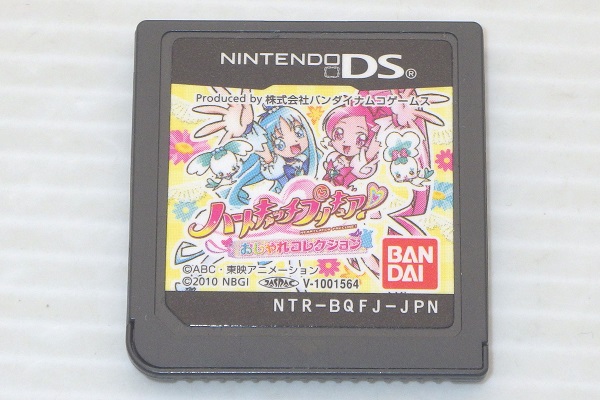 NINTENDO DS®
Produced by 株式会社バンダイナムコゲームス
ハートキャッチプリキュア!
おしゃれコレクション
BAN
DAI
©ABC・東映アニメーション
©2010 NBGI JASRAC V-1001564
NTR-BQFJ-JPN